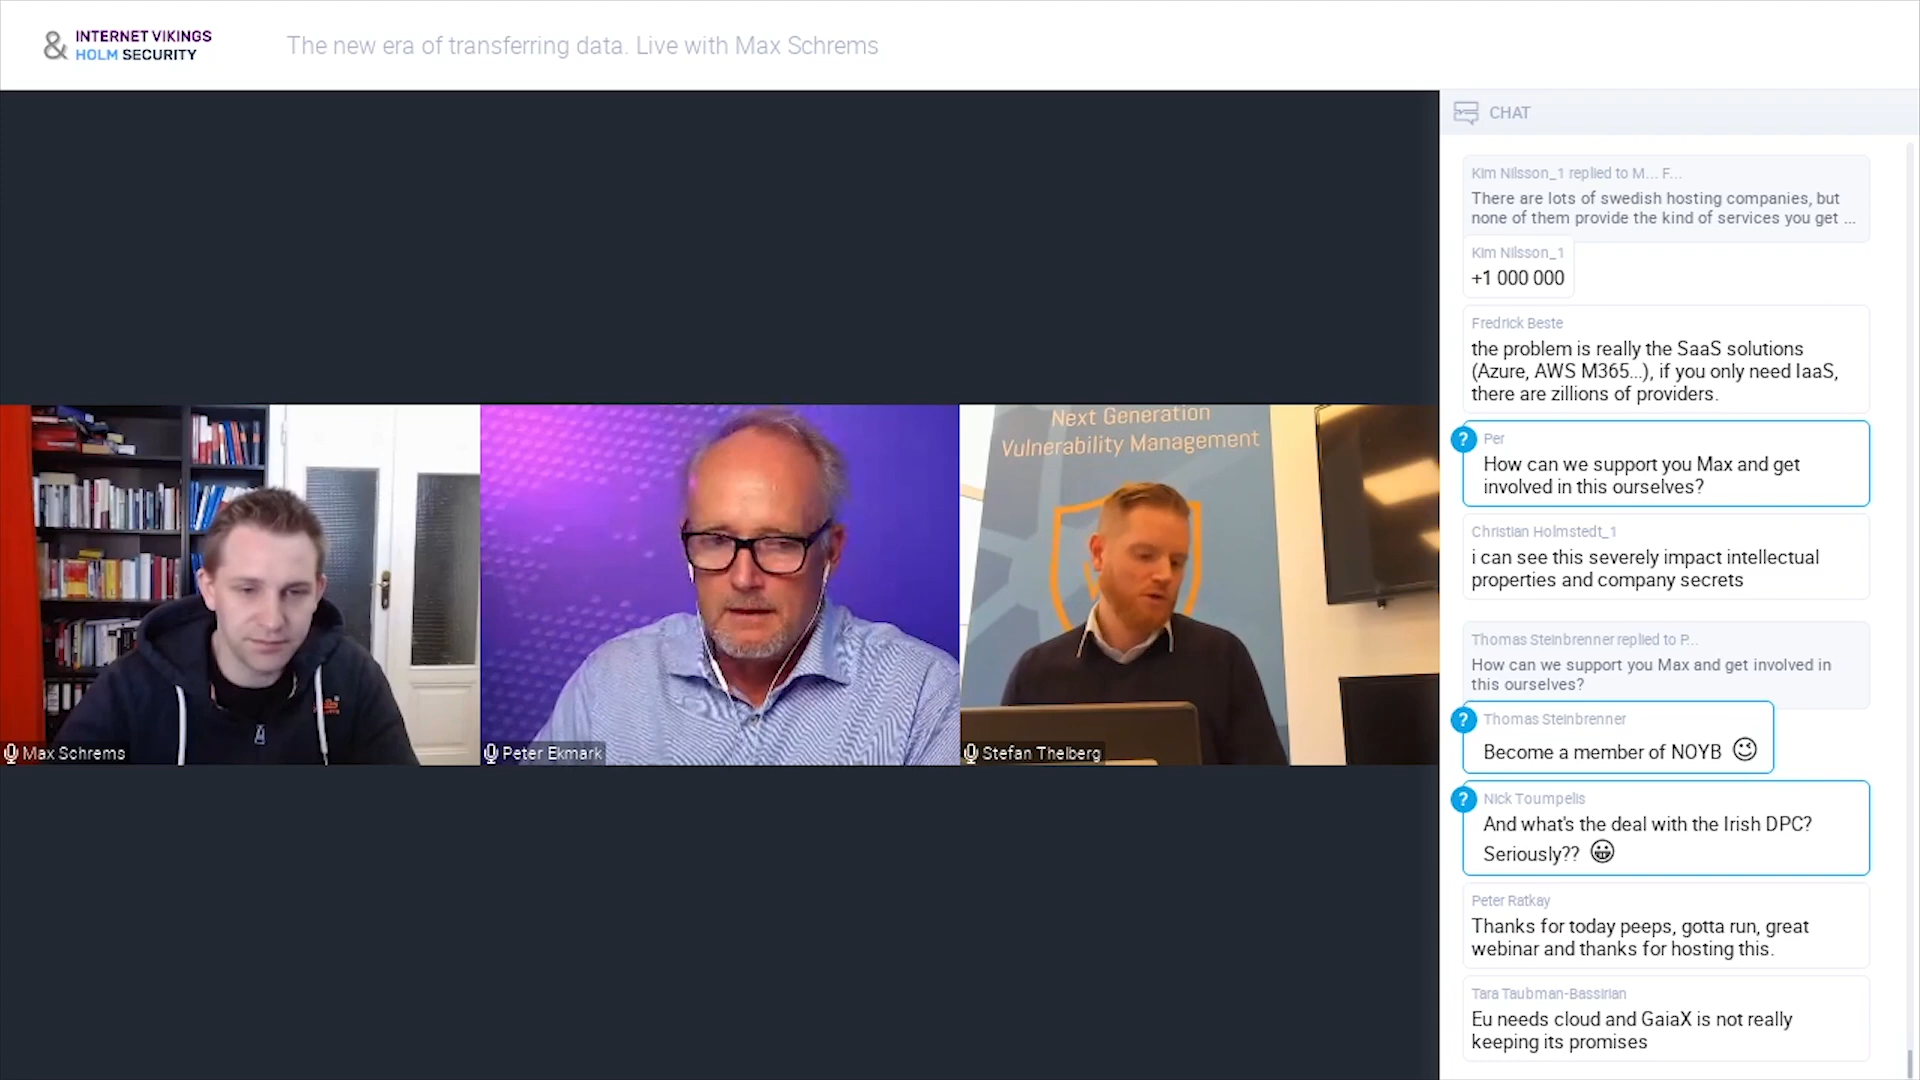 & INTERNET VIKINGS
HOLM SECURITY
The new era of transferring data. Live with Max Schrems
Next Generation
Vulnerability Management
Max Schrems
Peter Ekmark
Stefan Thelberg
CHAT
Kim Nilsson_1 replied to M... F...
There are lots of swedish hosting companies, but
none of them provide the kind of services you get ...
Kim Nilsson_1
+1 000 000
Fredrick Beste
the problem is really the SaaS solutions
(Azure, AWS M365...), if you only need IaaS,
there are zillions of providers.
? Per
How can we support you Max and get
involved in this ourselves?
Christian Holmstedt_1
i can see this severely impact intellectual
properties and company secrets
Thomas Steinbrenner replied to P...
How can we support you Max and get involved in
this ourselves?
? Thomas Steinbrenner
Become a member of NOYB 😉
? Nick Toumpelis
And what's the deal with the Irish DPC?
Seriously?? 😀
Peter Ratkay
Thanks for today peeps, gotta run, great
webinar and thanks for hosting this.
Tara Taubman-Bassirian
Eu needs cloud and GaiaX is not really
keeping its promises